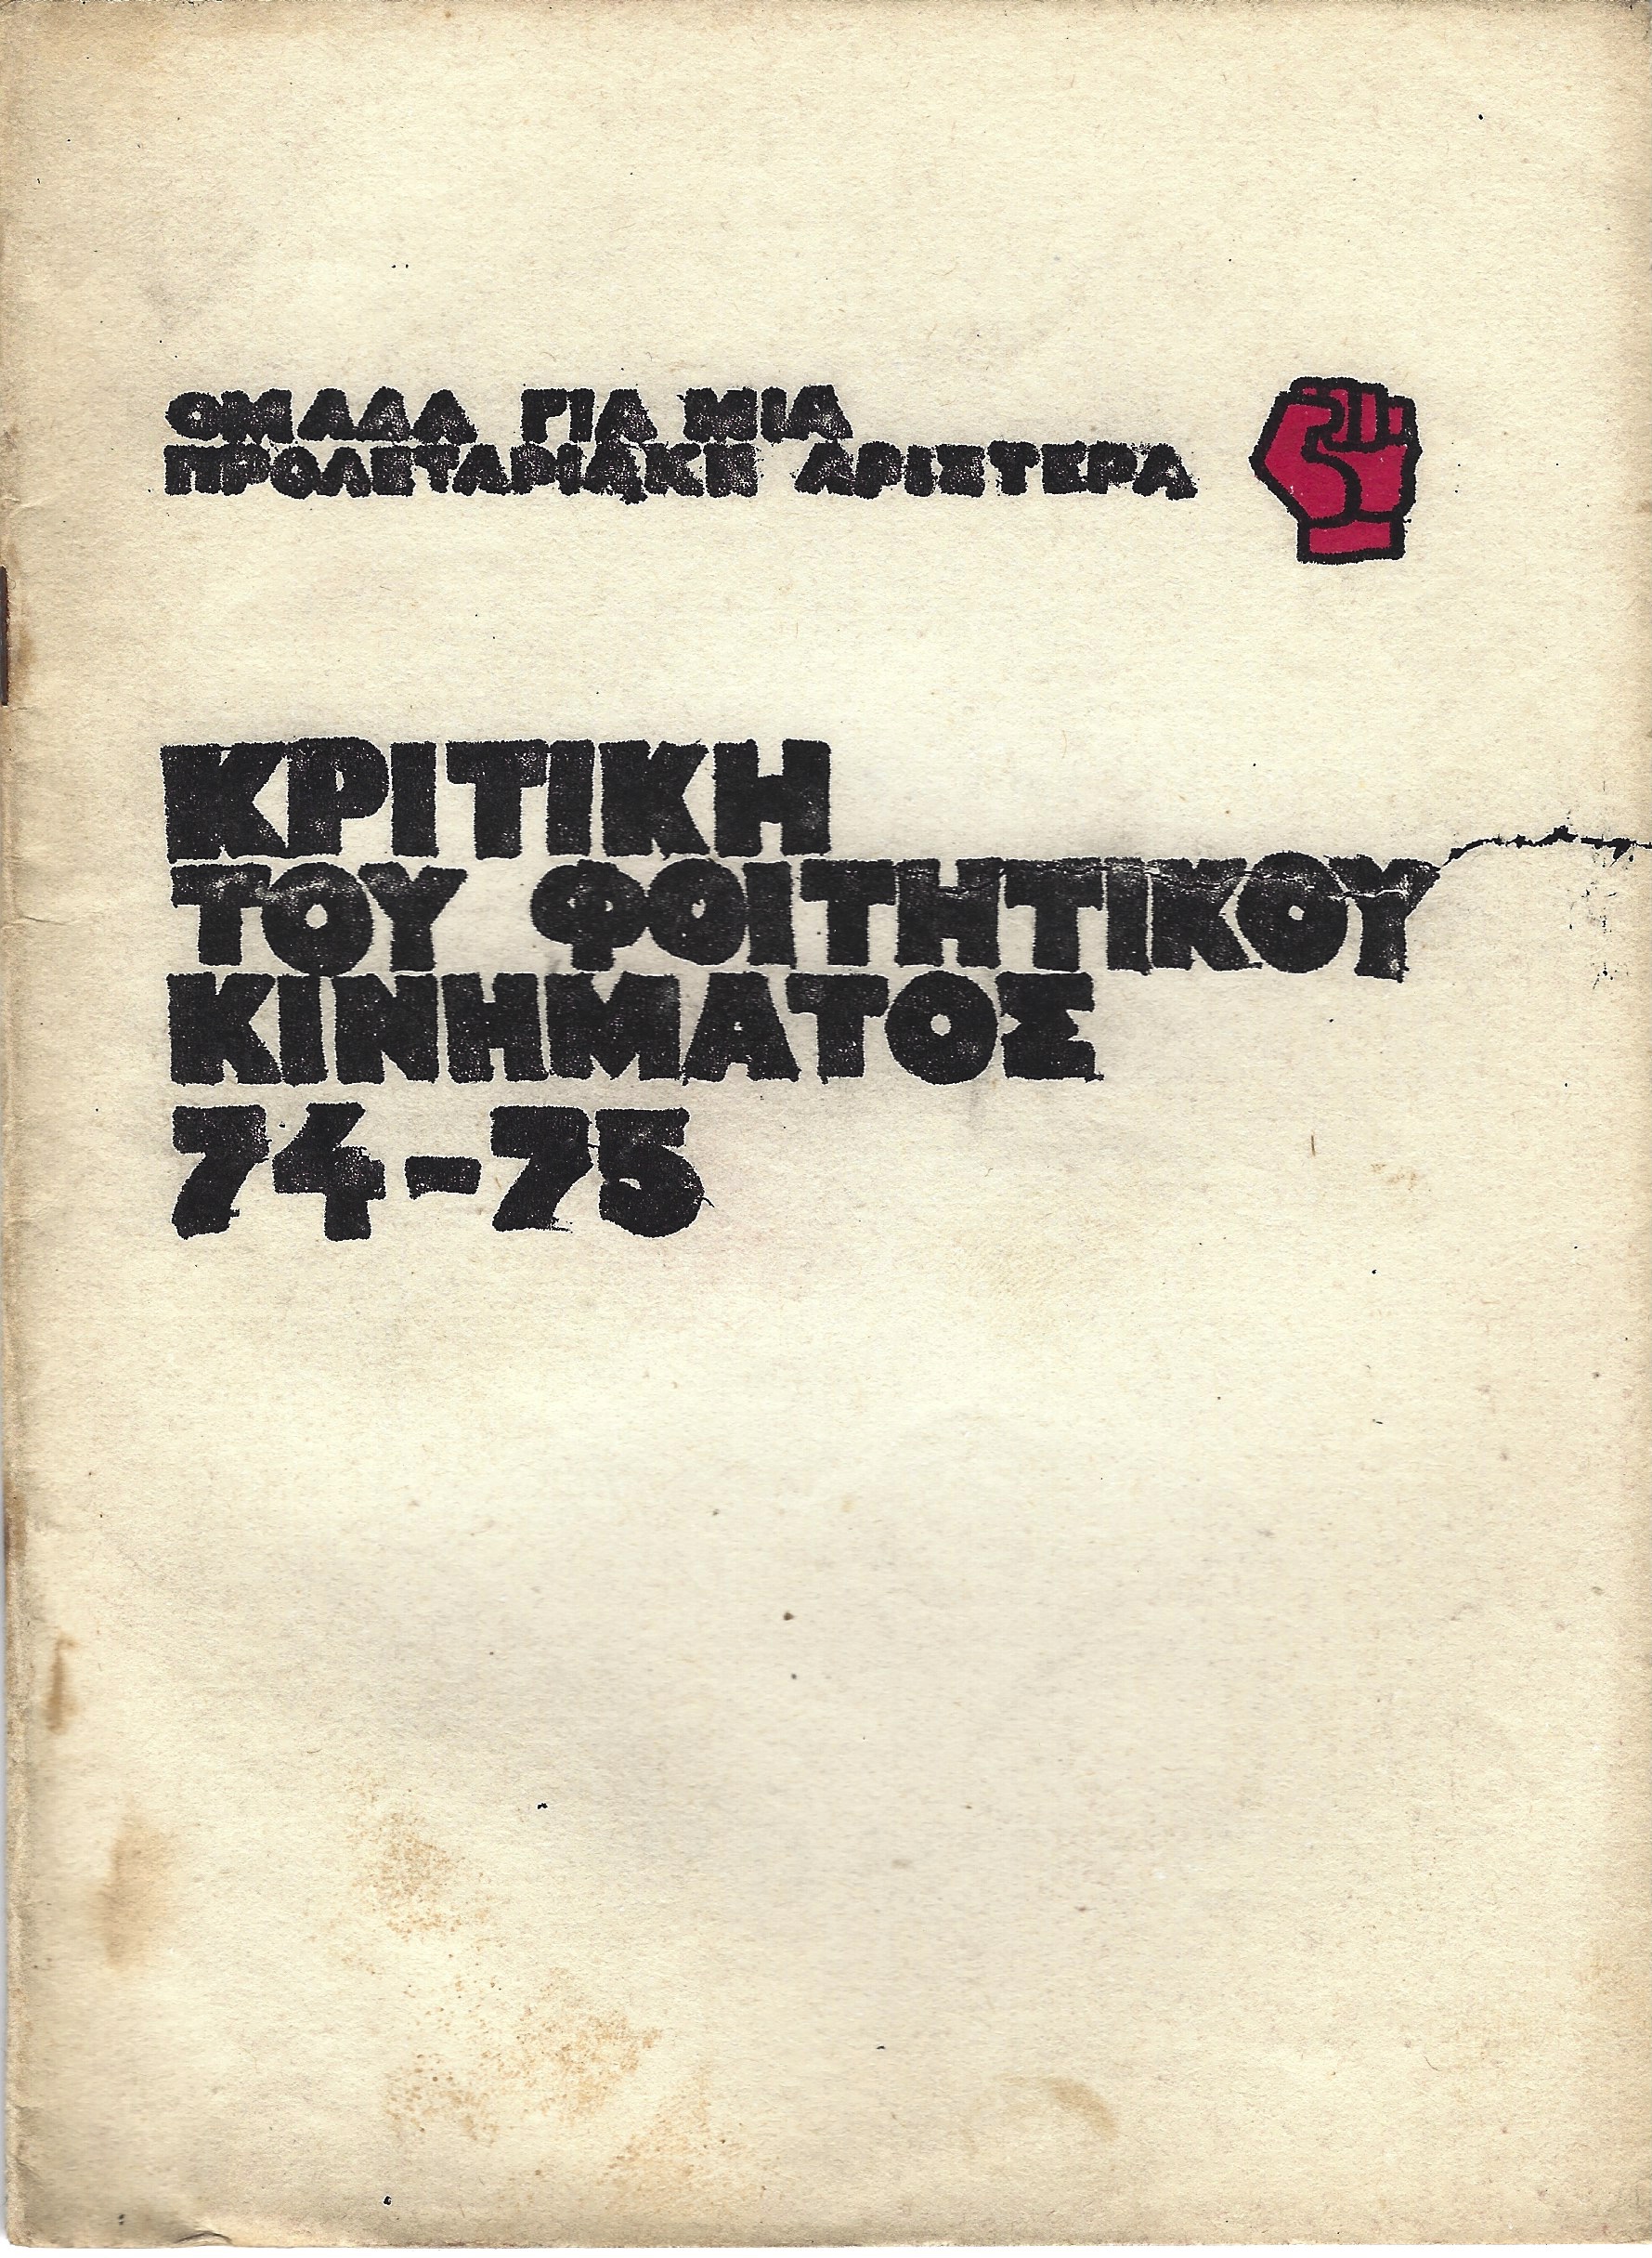 ΟΜΑΔΑ ΓΙΑ ΜΙΑ
ΠΡΟΛΕΤΑΡΙΑΚΗ ΑΡΙΣΤΕΡΑ
ΚΡΙΤΙΚΗ
ΤΟΥ ΦΟΙΤΗΤΙΚΟΥ
ΚΙΝΗΜΑΤΟΣ
74-75